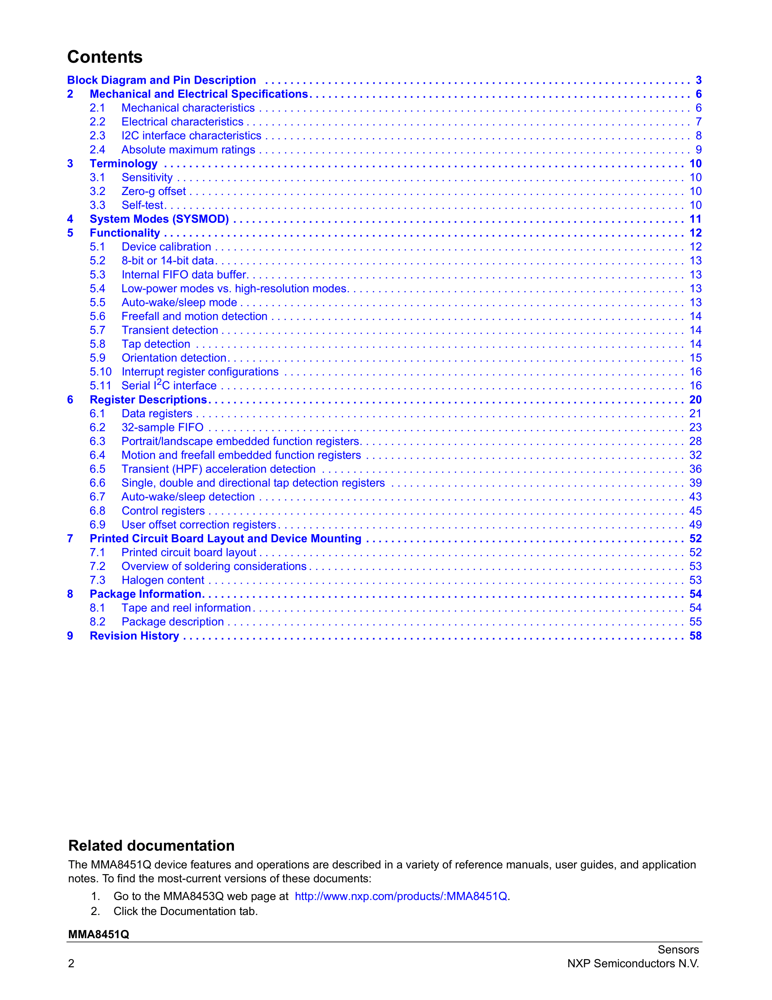 Contents
Block Diagram and Pin Description . . . . . . . . . . . . . . . . . . . . 3
2 Mechanical and Electrical Specifications. . . . . . . . . . . . . . . . . . . . 6
2.1 Mechanical characteristics . . . . . . . . . . . . . . . . . . . . 6
2.2 Electrical characteristics . . . . . . . . . . . . . . . . . . . . 7
2.3 I2C interface characteristics . . . . . . . . . . . . . . . . . . . . 8
2.4 Absolute maximum ratings . . . . . . . . . . . . . . . . . . . . 9
3 Terminology . . . . . . . . . . . . . . . . . . . . 10
3.1 Sensitivity . . . . . . . . . . . . . . . . . . . . 10
3.2 Zero-g offset . . . . . . . . . . . . . . . . . . . . 10
3.3 Self-test. . . . . . . . . . . . . . . . . . . . 10
4 System Modes (SYSMOD) . . . . . . . . . . . . . . . . . . . . 11
5 Functionality . . . . . . . . . . . . . . . . . . . . 12
5.1 Device calibration . . . . . . . . . . . . . . . . . . . . 12
5.2 8-bit or 14-bit data. . . . . . . . . . . . . . . . . . . . 13
5.3 Internal FIFO data buffer. . . . . . . . . . . . . . . . . . . . 13
5.4 Low-power modes vs. high-resolution modes. . . . . . . . . . . . . . . . . . . . 13
5.5 Auto-wake/sleep mode . . . . . . . . . . . . . . . . . . . . 13
5.6 Freefall and motion detection . . . . . . . . . . . . . . . . . . . . 14
5.7 Transient detection . . . . . . . . . . . . . . . . . . . . 14
5.8 Tap detection . . . . . . . . . . . . . . . . . . . . 14
5.9 Orientation detection. . . . . . . . . . . . . . . . . . . . 15
5.10 Interrupt register configurations . . . . . . . . . . . . . . . . . . . . 16
5.11 Serial I²C interface . . . . . . . . . . . . . . . . . . . . 16
6 Register Descriptions. . . . . . . . . . . . . . . . . . . . 20
6.1 Data registers . . . . . . . . . . . . . . . . . . . . 21
6.2 32-sample FIFO . . . . . . . . . . . . . . . . . . . . 23
6.3 Portrait/landscape embedded function registers. . . . . . . . . . . . . . . . . . . . 28
6.4 Motion and freefall embedded function registers . . . . . . . . . . . . . . . . . . . . 32
6.5 Transient (HPF) acceleration detection . . . . . . . . . . . . . . . . . . . . 36
6.6 Single, double and directional tap detection registers . . . . . . . . . . . . . . . . . . . . 39
6.7 Auto-wake/sleep detection . . . . . . . . . . . . . . . . . . . . 43
6.8 Control registers . . . . . . . . . . . . . . . . . . . . 45
6.9 User offset correction registers. . . . . . . . . . . . . . . . . . . . 49
7 Printed Circuit Board Layout and Device Mounting . . . . . . . . . . . . . . . . . . . . 52
7.1 Printed circuit board layout . . . . . . . . . . . . . . . . . . . . 52
7.2 Overview of soldering considerations . . . . . . . . . . . . . . . . . . . . 53
7.3 Halogen content . . . . . . . . . . . . . . . . . . . . 53
8 Package Information. . . . . . . . . . . . . . . . . . . . 54
8.1 Tape and reel information . . . . . . . . . . . . . . . . . . . . 54
8.2 Package description . . . . . . . . . . . . . . . . . . . . 55
9 Revision History . . . . . . . . . . . . . . . . . . . . 58
Related documentation
The MMA8451Q device features and operations are described in a variety of reference manuals, user guides, and application
notes. To find the most-current versions of these documents:
1. Go to the MMA8453Q web page at http://www.nxp.com/products/:MMA8451Q.
2. Click the Documentation tab.
MMA8451Q
Sensors
2 NXP Semiconductors N.V.